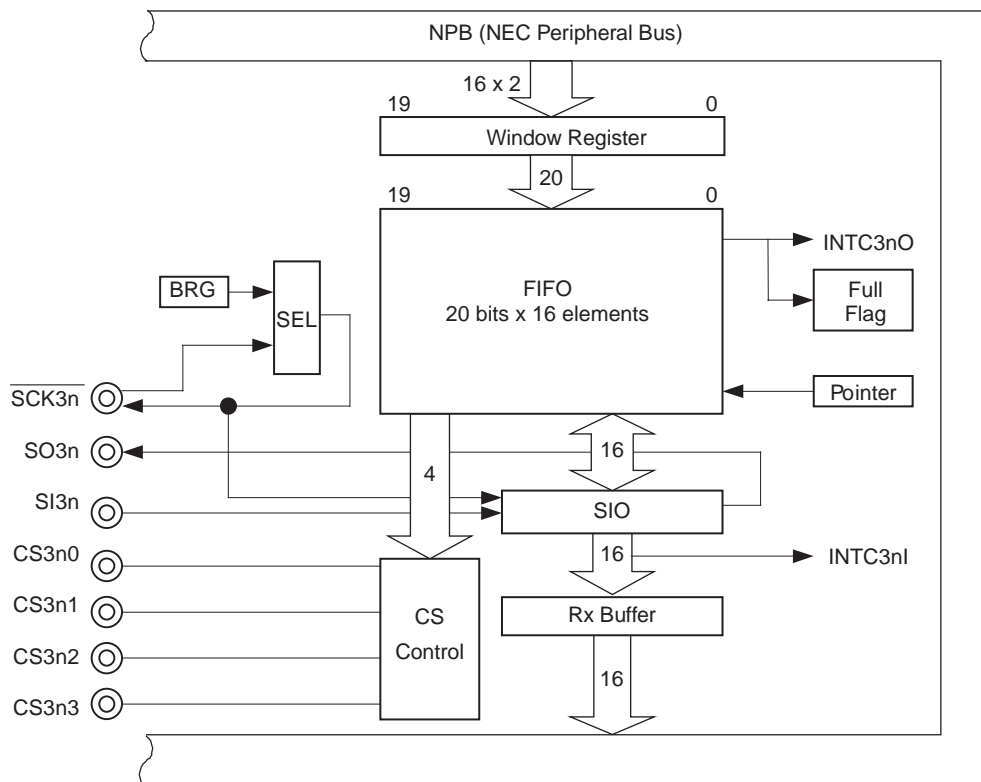 NPB (NEC Peripheral Bus)
16 x 2
19
0
Window Register
20
19
0
INTC3nO
BRG
SEL
FIFO
20 bits x 16 elements
Full
Flag
SCK3n
Pointer
SO3n
16
4
SI3n
SIO
CS3n0
16
INTC3nI
CS3n1
CS
Control
Rx Buffer
CS3n2
16
CS3n3